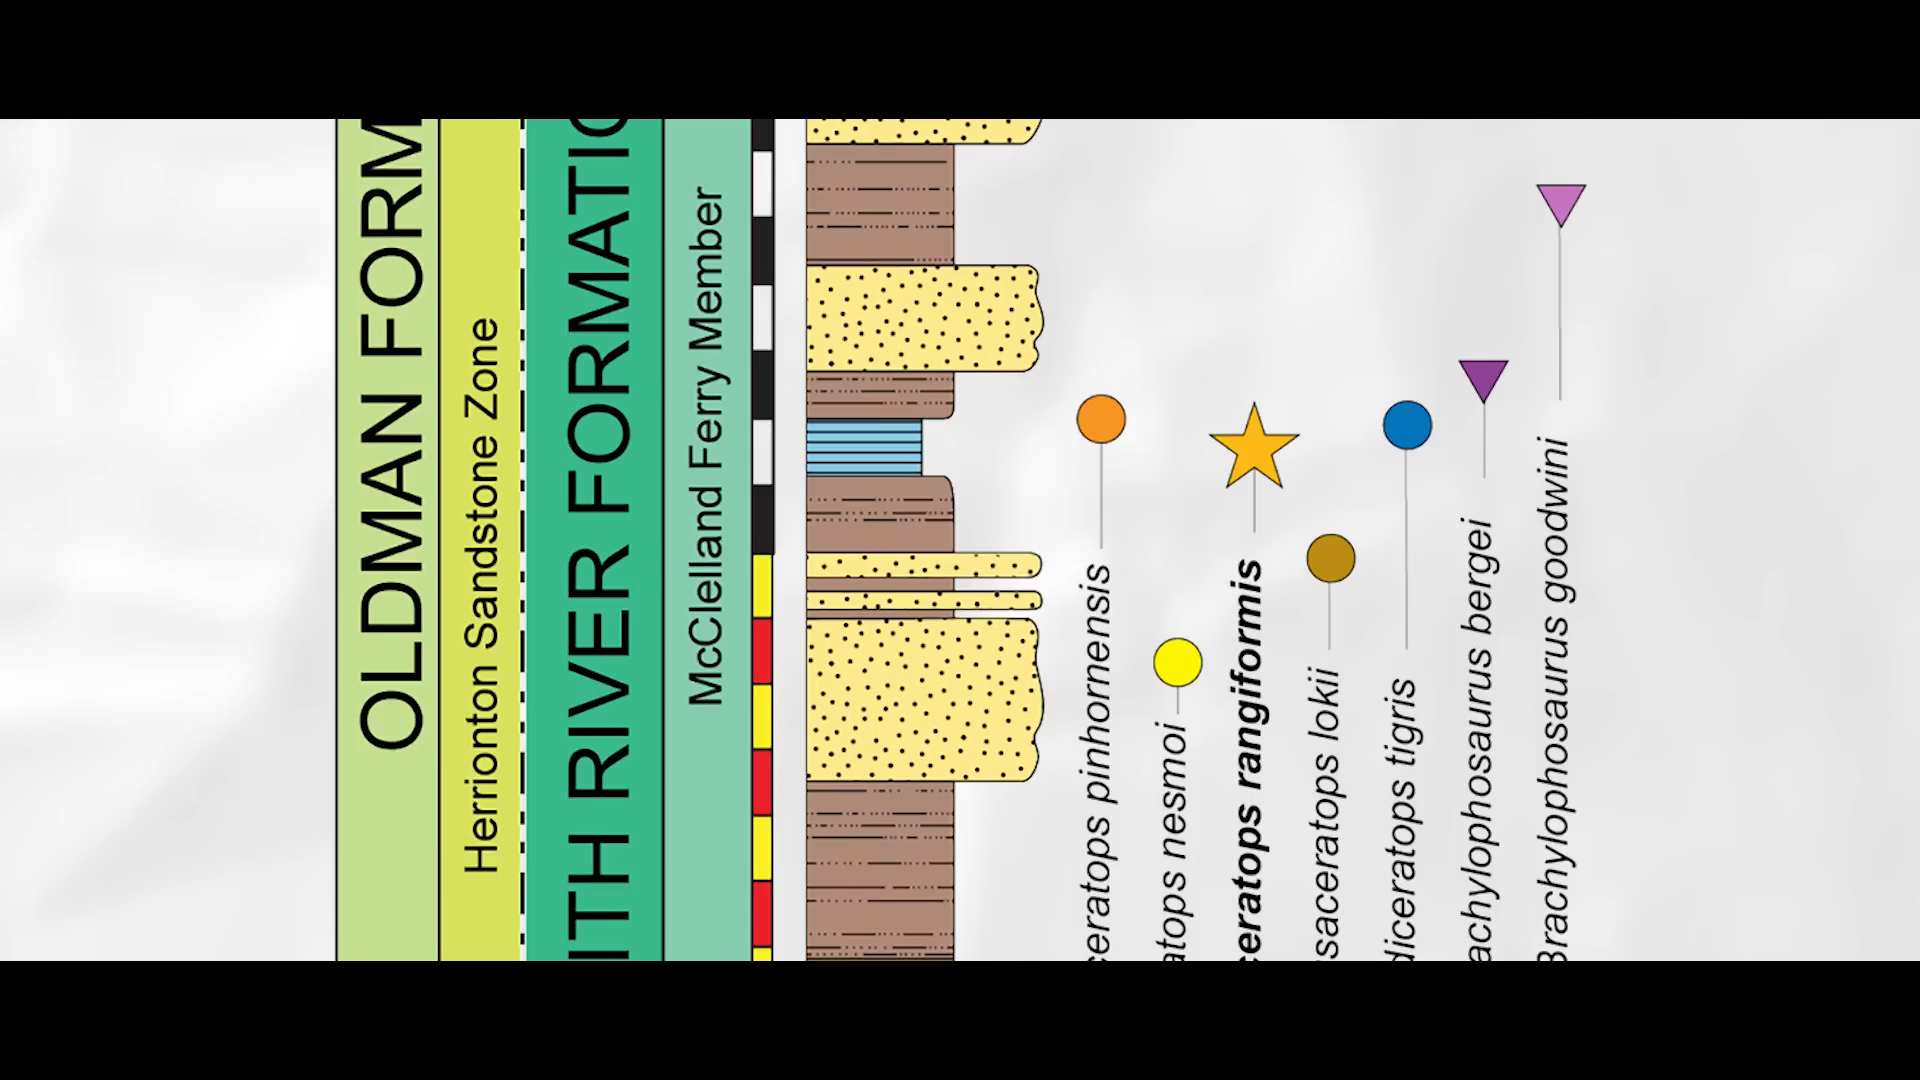 OLDMAN FORM
Herrionton Sandstone Zone
ITH RIVER FORMATIO
McClelland Ferry Member
ceratops pinhornensis
atops nesmoi
ceratops rangiformis
saceratops lokii
diceratops tigris
achylophosaurus bergei
Brachylophosaurus goodwini